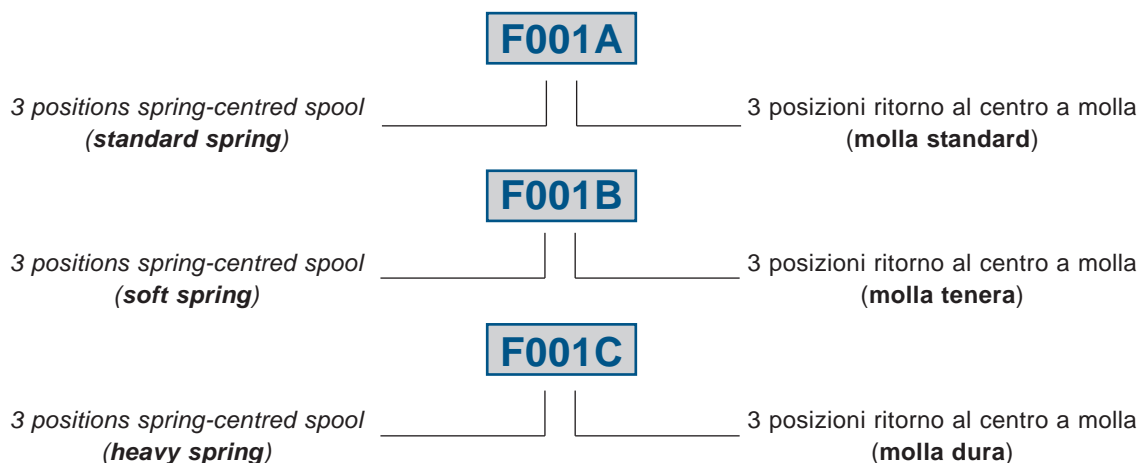 F001A
3 positions spring-centred spool
(standard spring)
3 posizioni ritorno al centro a molla
(molla standard)
F001B
3 positions spring-centred spool
(soft spring)
3 posizioni ritorno al centro a molla
(molla tenera)
F001C
3 positions spring-centred spool
(heavy spring)
3 posizioni ritorno al centro a molla
(molla dura)